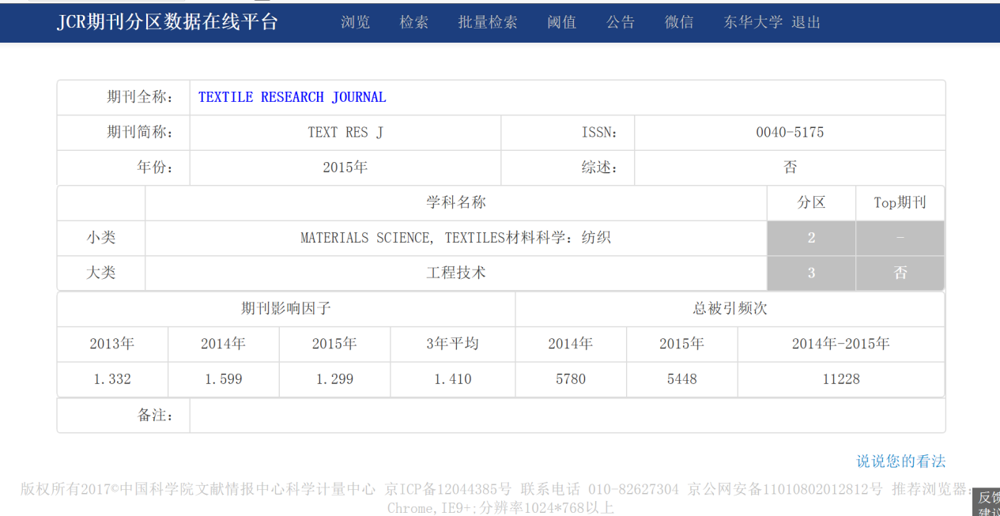 JCR期刊分区数据在线平台 浏览 检索 批量检索 阈值 公告 微信 东华大学 退出
期刊全称: TEXTILE RESEARCH JOURNAL
期刊简称: TEXT RES J ISSN: 0040-5175
年份: 2015年 综述: 否
学科名称 分区 Top期刊
小类 MATERIALS SCIENCE, TEXTILES材料科学：纺织 2 -
大类 工程技术 3 否
期刊影响因子 总被引频次
2013年 2014年 2015年 3年平均 2014年 2015年 2014年-2015年
1.332 1.599 1.299 1.410 5780 5448 11228
备注:
说说您的看法
版权所有2017©中国科学院文献情报中心科学计量中心 京ICP备12044385号 联系电话 010-82627304 京公网安备11010802012812号 推荐浏览器:
Chrome,IE9+;分辨率1024*768以上
反馈
建议